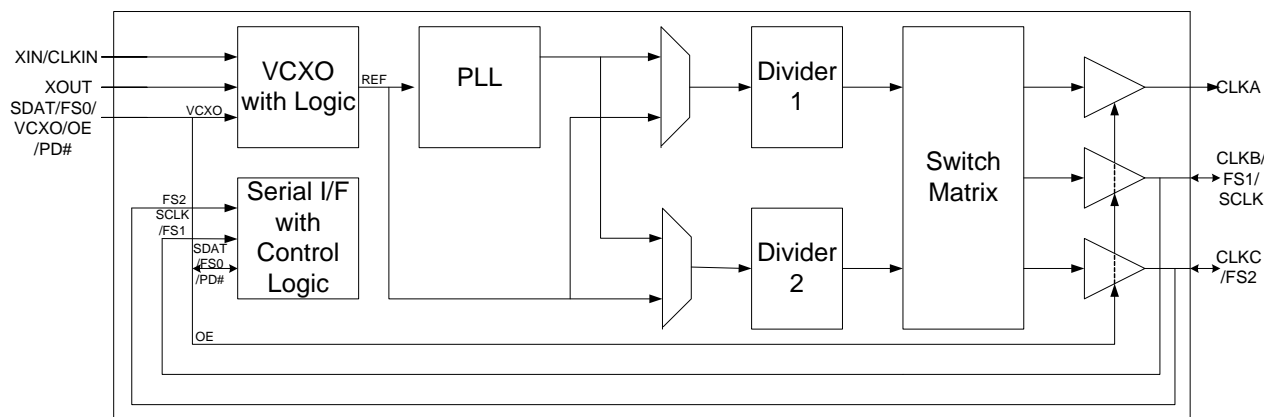 XIN/CLKIN
XOUT
SDAT/FS0/
VCXO/OE
/PD#
VCXO
VCXO
with Logic
REF
PLL
Divider
1
Switch
Matrix
CLKA
CLKB/
FS1/
SCLK
CLKC
/FS2
FS2
SCLK
/FS1
SDAT
/FS0
/PD#
Serial I/F
with
Control
Logic
Divider
2
OE